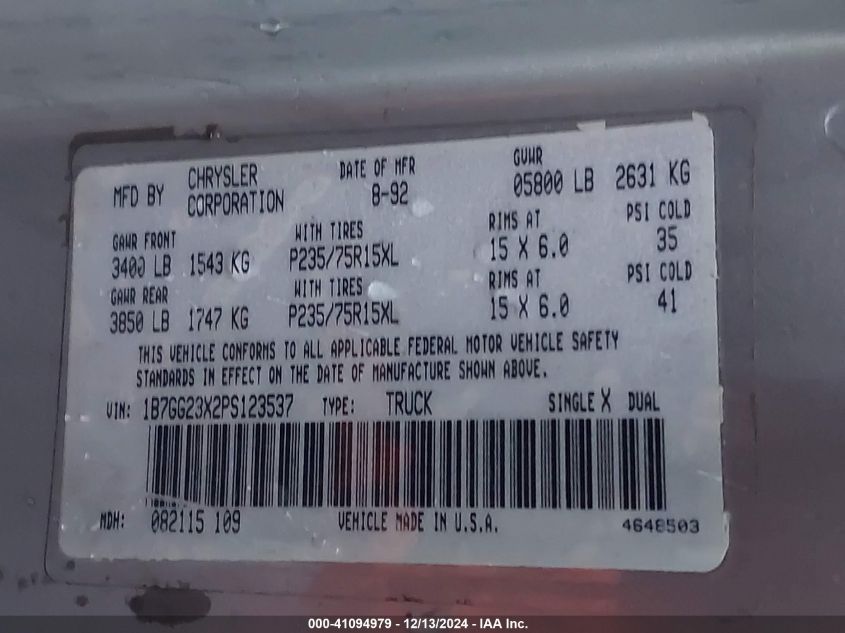 MFD BY CHRYSLER CORPORATION DATE OF MFR 8-92 GVWR 05800 LB 2631 KG
GAWR FRONT WITH TIRES RIMS AT PSI COLD
3400 LB 1543 KG P235/75R15XL 15 X 6.0 35
GAWR REAR WITH TIRES RIMS AT PSI COLD
3850 LB 1747 KG P235/75R15XL 15 X 6.0 41
THIS VEHICLE CONFORMS TO ALL APPLICABLE FEDERAL MOTOR VEHICLE SAFETY
STANDARDS IN EFFECT ON THE DATE OF MANUFACTURE SHOWN ABOVE.
VIN: 1B7GG23X2PS123537 TYPE: TRUCK SINGLE X DUAL
MDH: 082115 109 VEHICLE MADE IN U.S.A. 4648503
000-41094979 - 12/13/2024 - IAA Inc.